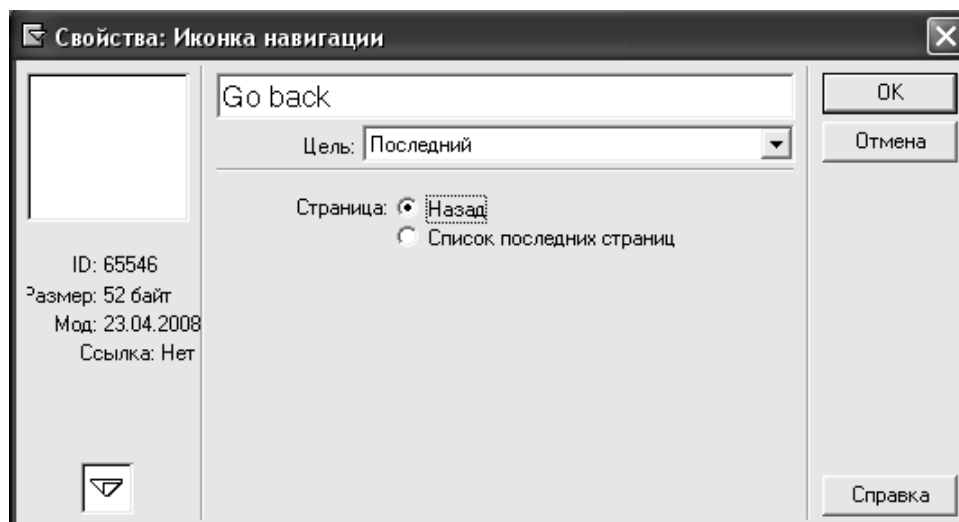 Свойства: Иконка навигации
Go back
Цель: Последний
Страница: Назад
Список последних страниц
ID: 65546
Размер: 52 байт
Мод: 23.04.2008
Ссылка: Нет
OK
Отмена
Справка